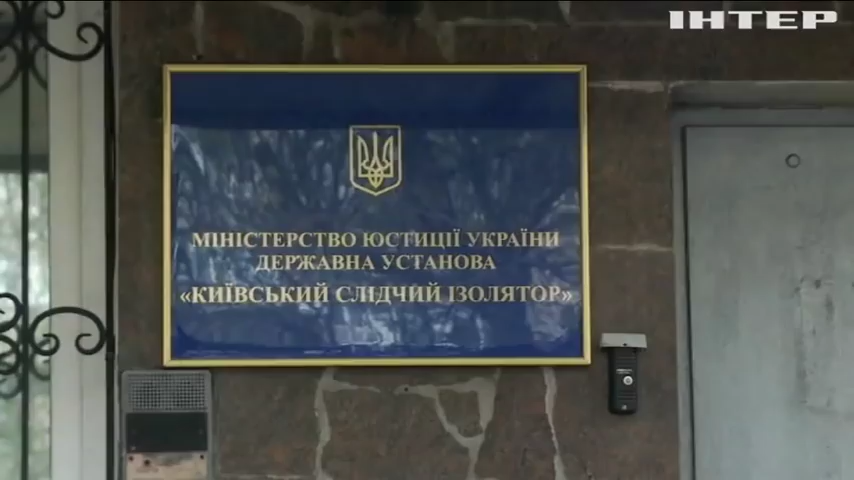 ІНТЕР
МІНІСТЕРСТВО ЮСТИЦІЇ УКРАЇНИ
ДЕРЖАВНА УСТАНОВА
«КИЇВСЬКИЙ СЛІДЧИЙ ІЗОЛЯТОР»